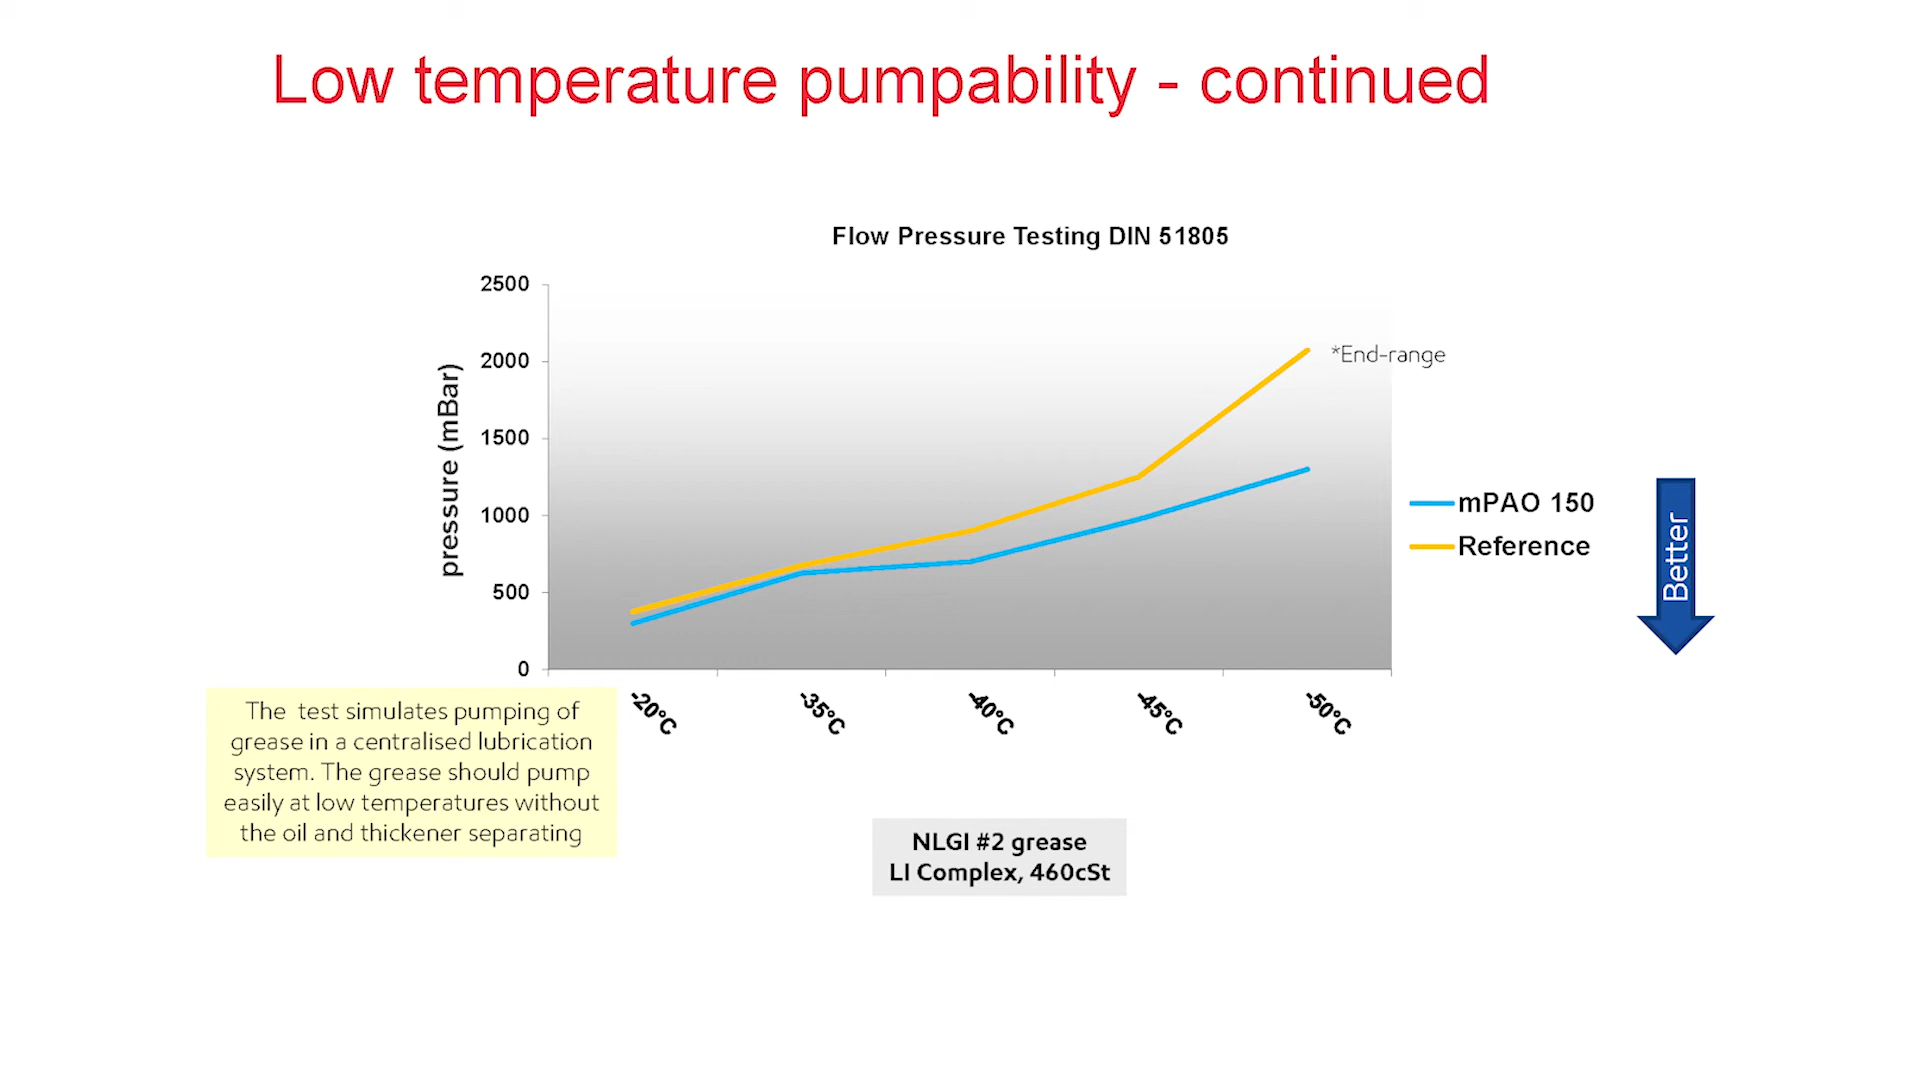 Low temperature pumpability - continued
Flow Pressure Testing DIN 51805
pressure (mBar)
2500
2000
1500
1000
500
0
*End-range
mPAO 150
Reference
Better
-20°C
-35°C
-40°C
-45°C
-50°C
The test simulates pumping of
grease in a centralised lubrication
system. The grease should pump
easily at low temperatures without
the oil and thickener separating
NLGI #2 grease
LI Complex, 460cSt